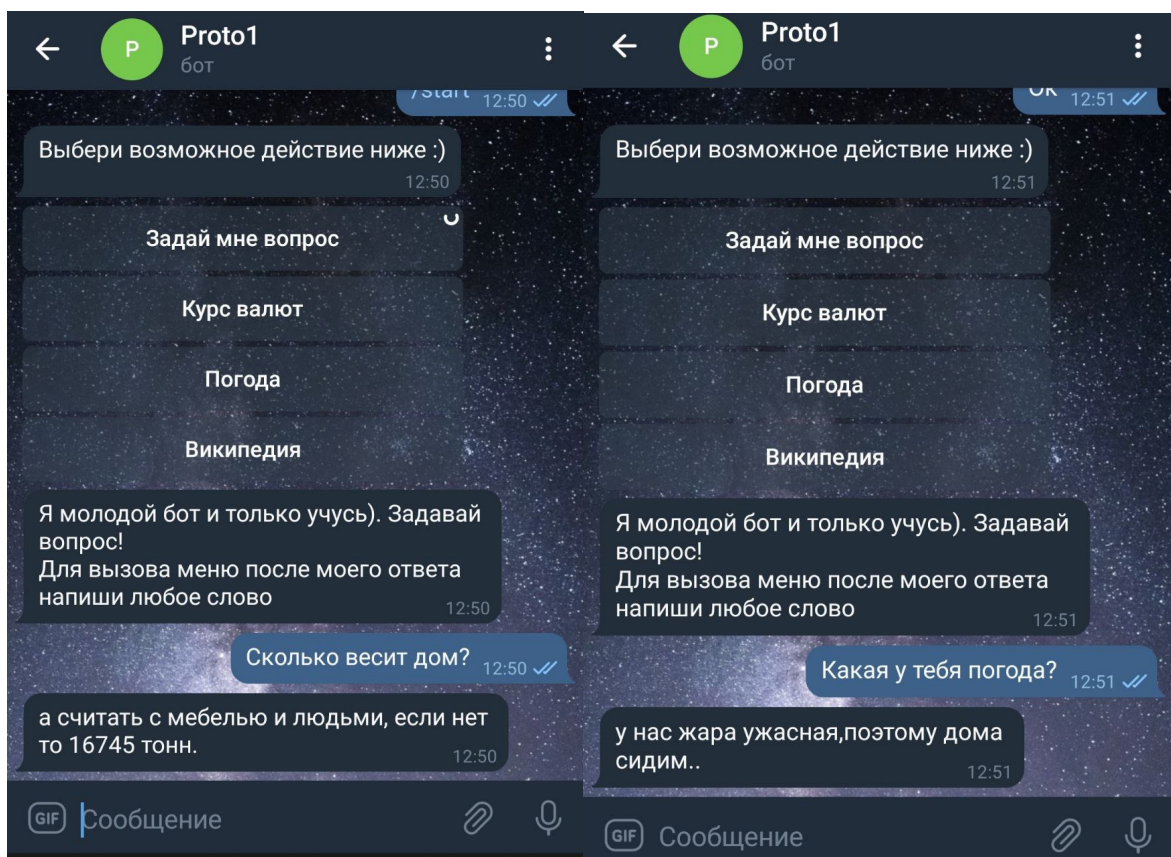 Proto1
бот
/start 12:50
Выбери возможное действие ниже :)
12:50
Задай мне вопрос
Курс валют
Погода
Википедия
Я молодой бот и только учусь). Задавай
вопрос!
Для вызова меню после моего ответа
напиши любое слово
12:50
Сколько весит дом? 12:50
а считать с мебелью и людьми, если нет
то 16745 тонн.
12:50
GIF Сообщение
Proto1
бот
12:51
Выбери возможное действие ниже :)
12:51
Задай мне вопрос
Курс валют
Погода
Википедия
Я молодой бот и только учусь). Задавай
вопрос!
Для вызова меню после моего ответа
напиши любое слово
12:51
Какая у тебя погода? 12:51
у нас жара ужасная,поэтому дома
сидим..
12:51
GIF Сообщение